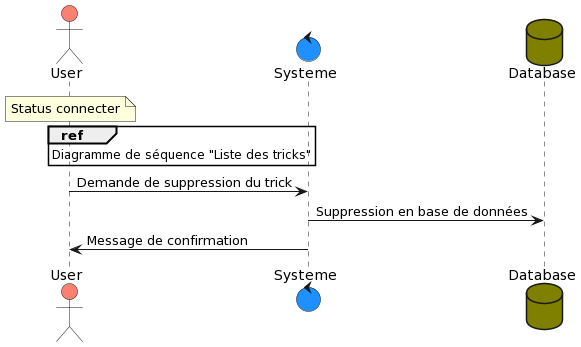 User
Systeme
Database
Status connecter
ref
Diagramme de séquence "Liste des tricks"
Demande de suppression du trick
Suppression en base de données
Message de confirmation
User
Systeme
Database